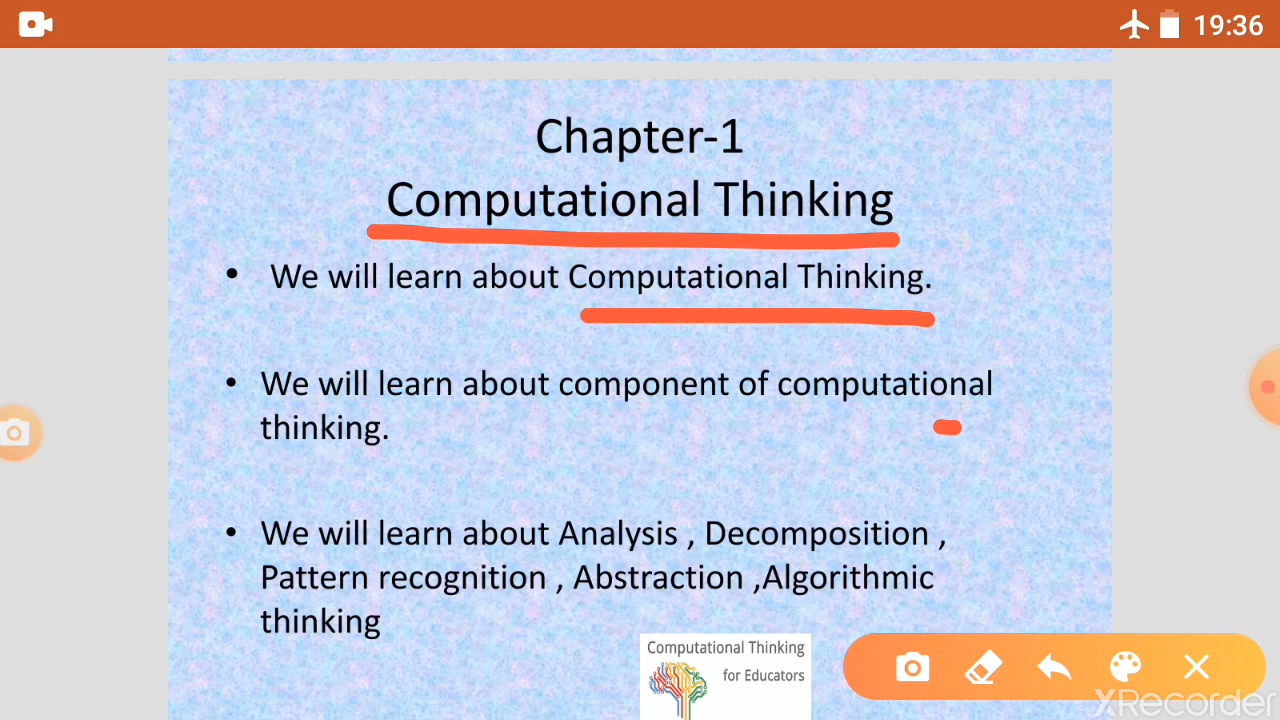 19:36
Chapter-1
Computational Thinking
• We will learn about Computational Thinking.
• We will learn about component of computational
thinking.
• We will learn about Analysis , Decomposition ,
Pattern recognition , Abstraction ,Algorithmic
thinking
Computational Thinking
for Educators
XRecorder